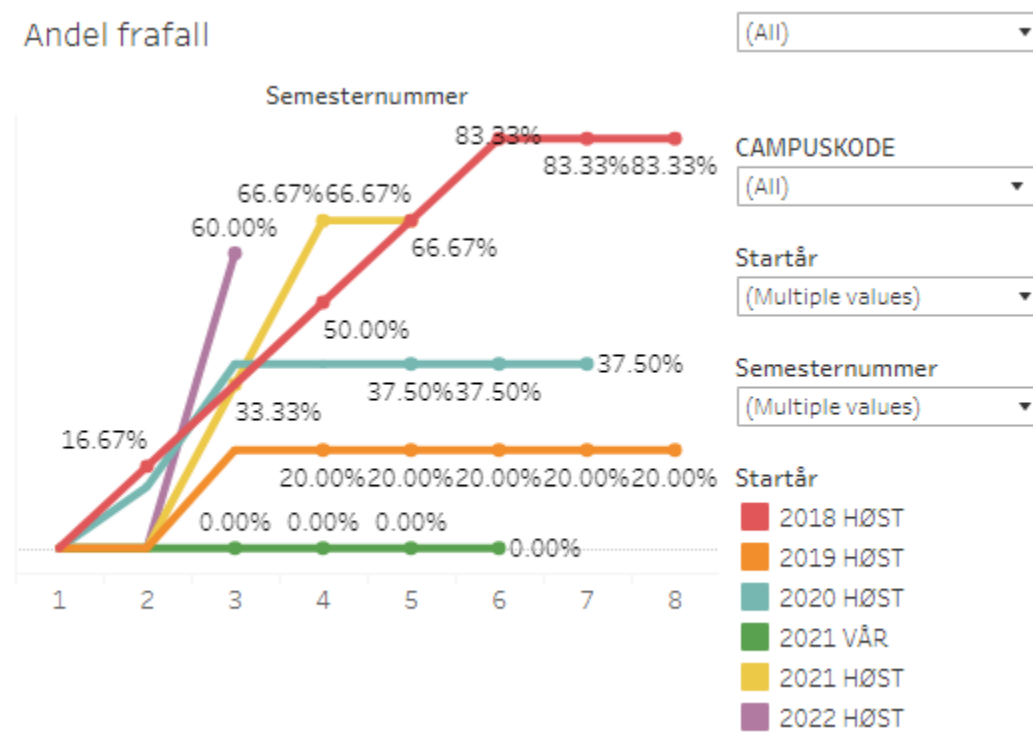 Andel frafall
(All)
Semesternummer
83.33%
83.33%83.33%
CAMPUSKODE
(All)
66.67%66.67%
60.00%
66.67%
Startår
(Multiple values)
50.00%
37.50%
37.50%37.50%
Semesternummer
(Multiple values)
33.33%
16.67%
20.00%20.00%20.00%20.00%20.00%
Startår
0.00% 0.00% 0.00%
0.00%
2018 HØST
2019 HØST
2020 HØST
2021 VÅR
2021 HØST
2022 HØST
1 2 3 4 5 6 7 8